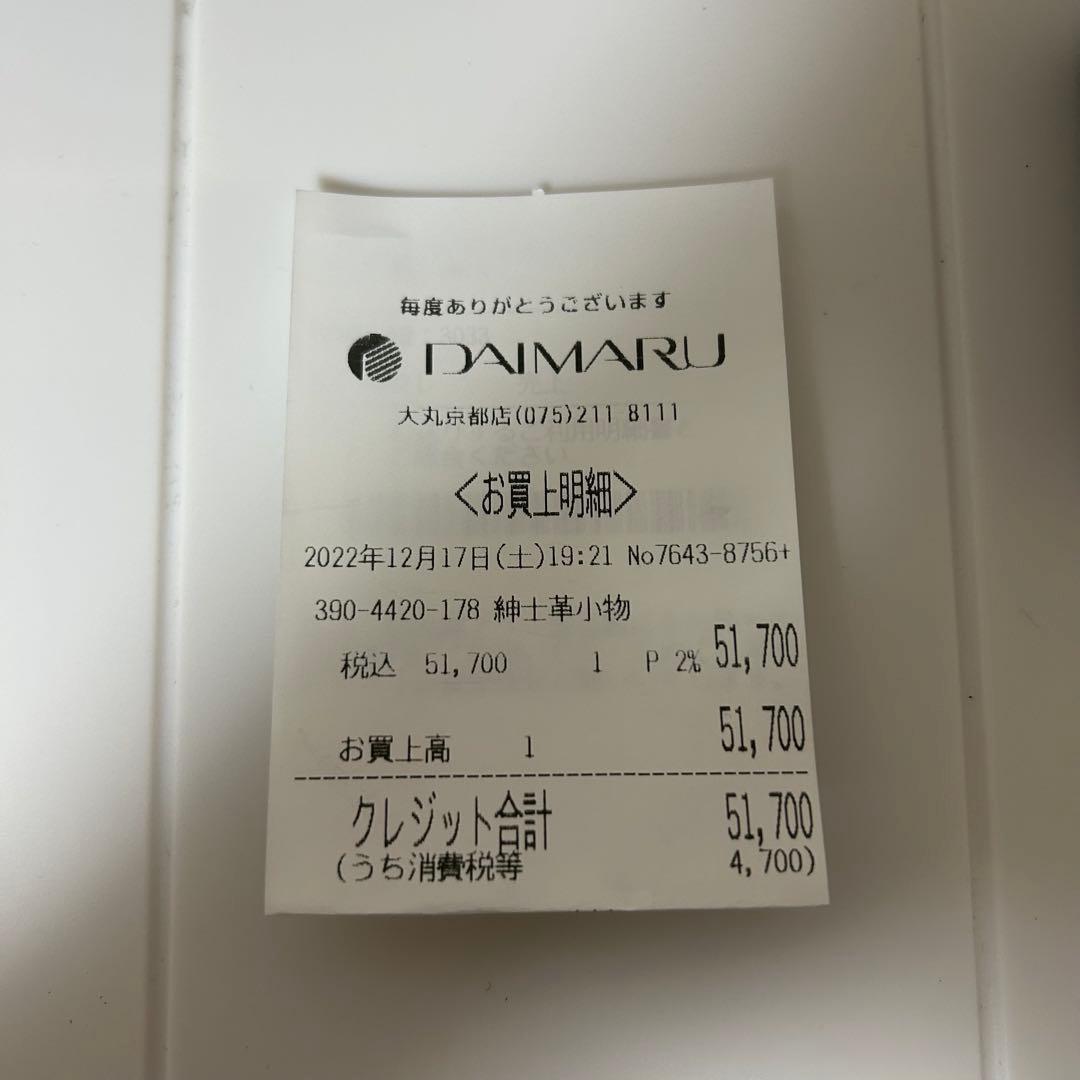 毎度ありがとうございます
DAIMARU
大丸京都店(075)211 8111
<お買上明細>
2022年12月17日(土)19:21 No7643-8756+
390-4420-178 紳士革小物
税込 51,700 1 P 2% 51,700
お買上高 1 51,700
クレジット合計 51,700
(うち消費税等 4,700)